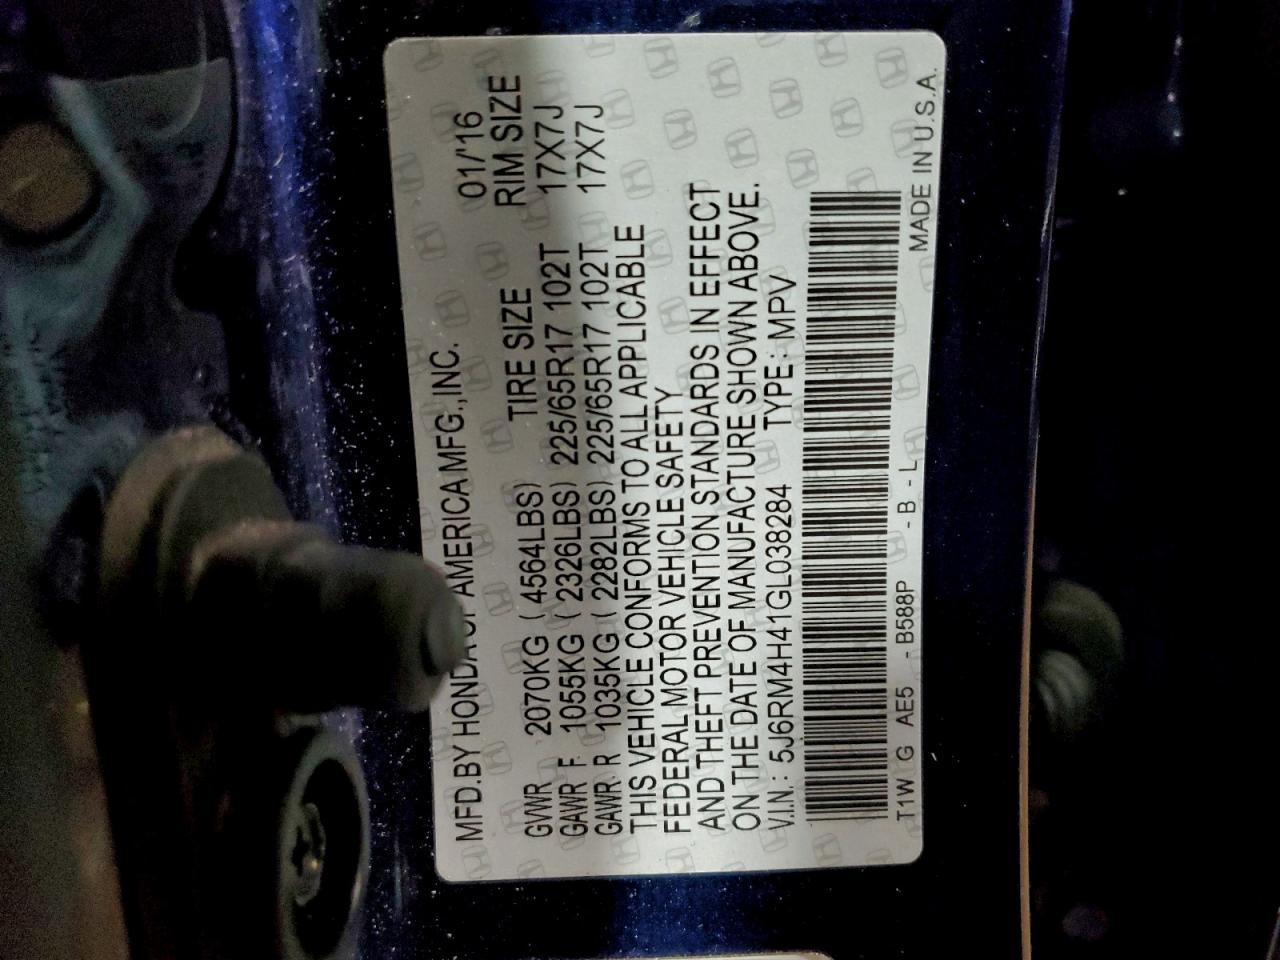 MFD.BY HONDA OF AMERICA MFG.,INC. 01/'16
TIRE SIZE RIM SIZE
GVWR 2070KG ( 4564LBS)
GAWR F 1055KG ( 2326LBS) 225/65R17 102T 17X7J
GAWR R 1035KG ( 2282LBS) 225/65R17 102T 17X7J
THIS VEHICLE CONFORMS TO ALL APPLICABLE
FEDERAL MOTOR VEHICLE SAFETY
AND THEFT PREVENTION STANDARDS IN EFFECT
ON THE DATE OF MANUFACTURE SHOWN ABOVE.
V.I.N.: 5J6RM4H41GL038284 TYPE: MPV
T1W G AE5 - B588P - B - L MADE IN U.S.A.